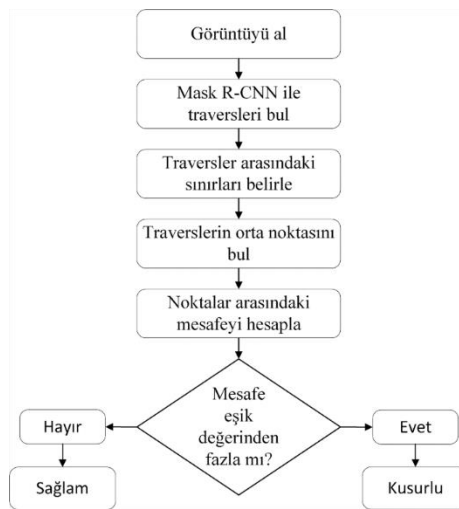 Görüntüyü al
Mask R-CNN ile
traversleri bul
Traversler arasındaki
sınırları belirle
Traverslerin orta noktasını
bul
Noktalar arasındaki
mesafeyi hesapla
Mesafe
eşik
değerinden
fazla mı?
Hayır
Evet
Sağlam
Kusurlu